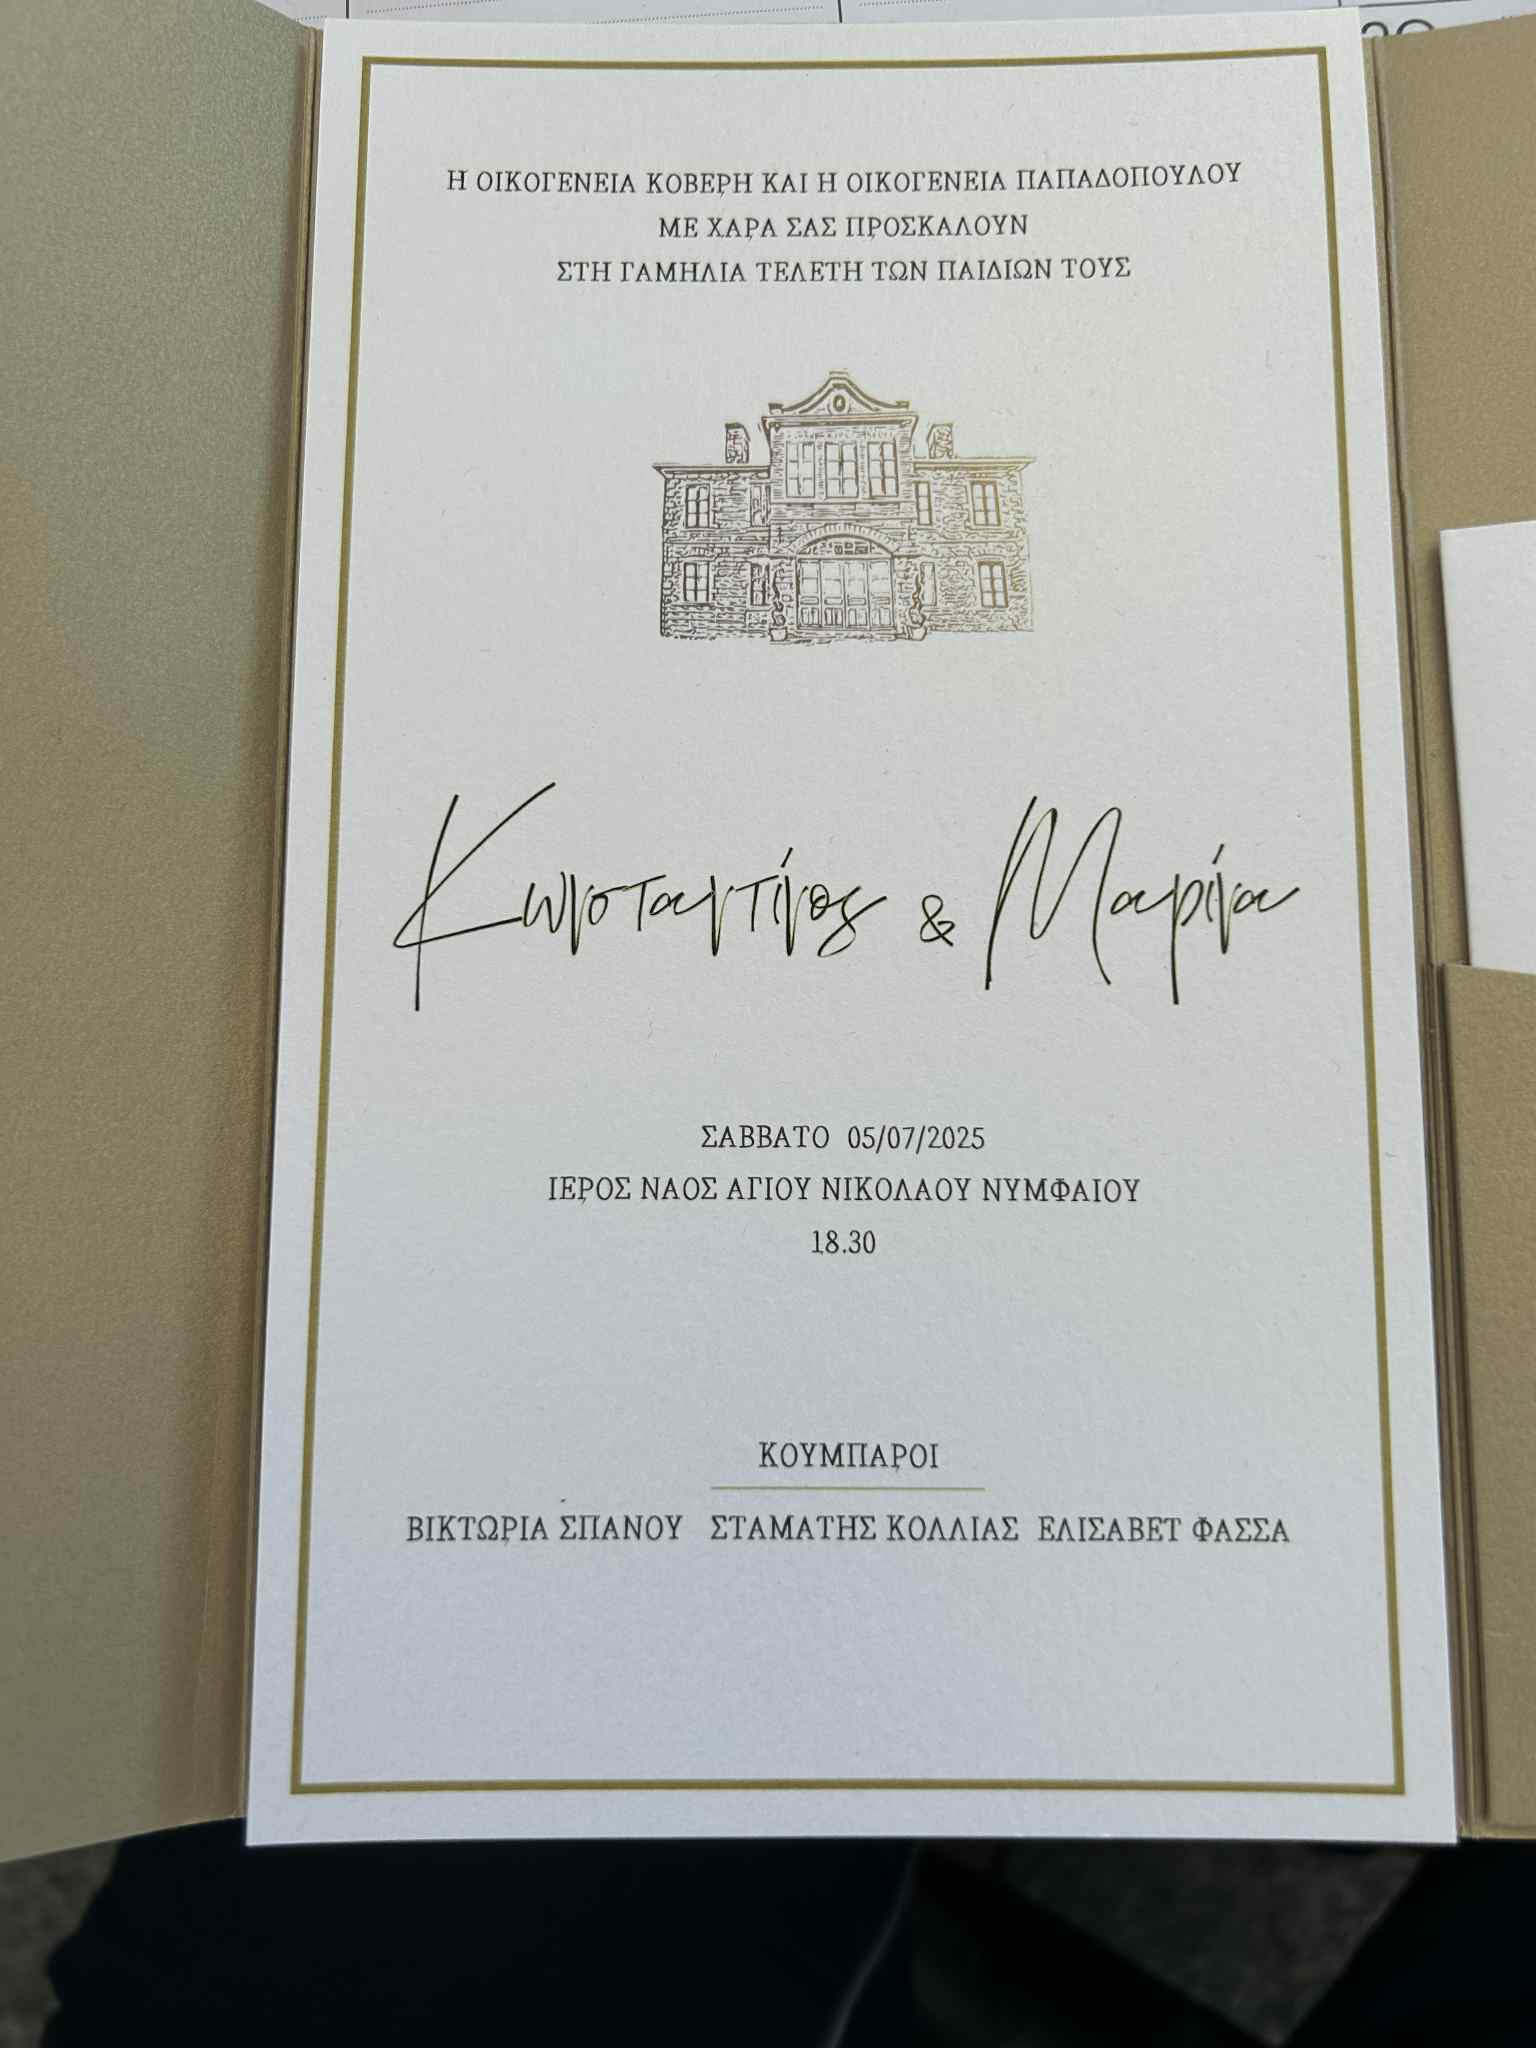 Η ΟΙΚΟΓΕΝΕΙΑ ΚΟΒΕΡΗ ΚΑΙ Η ΟΙΚΟΓΕΝΕΙΑ ΠΑΠΑΔΟΠΟΥΛΟΥ
ΜΕ ΧΑΡΑ ΣΑΣ ΠΡΟΣΚΑΛΟΥΝ
ΣΤΗ ΓΑΜΗΛΙΑ ΤΕΛΕΤΗ ΤΩΝ ΠΑΙΔΙΩΝ ΤΟΥΣ
Κωνσταντίνος & Μαρίνα
ΣΑΒΒΑΤΟ 05/07/2025
ΙΕΡΟΣ ΝΑΟΣ ΑΓΙΟΥ ΝΙΚΟΛΑΟΥ ΝΥΜΦΑΙΟΥ
18.30
ΚΟΥΜΠΑΡΟΙ
ΒΙΚΤΩΡΙΑ ΣΠΑΝΟΥ ΣΤΑΜΑΤΗΣ ΚΟΛΛΙΑΣ ΕΛΙΣΑΒΕΤ ΦΑΣΣΑ